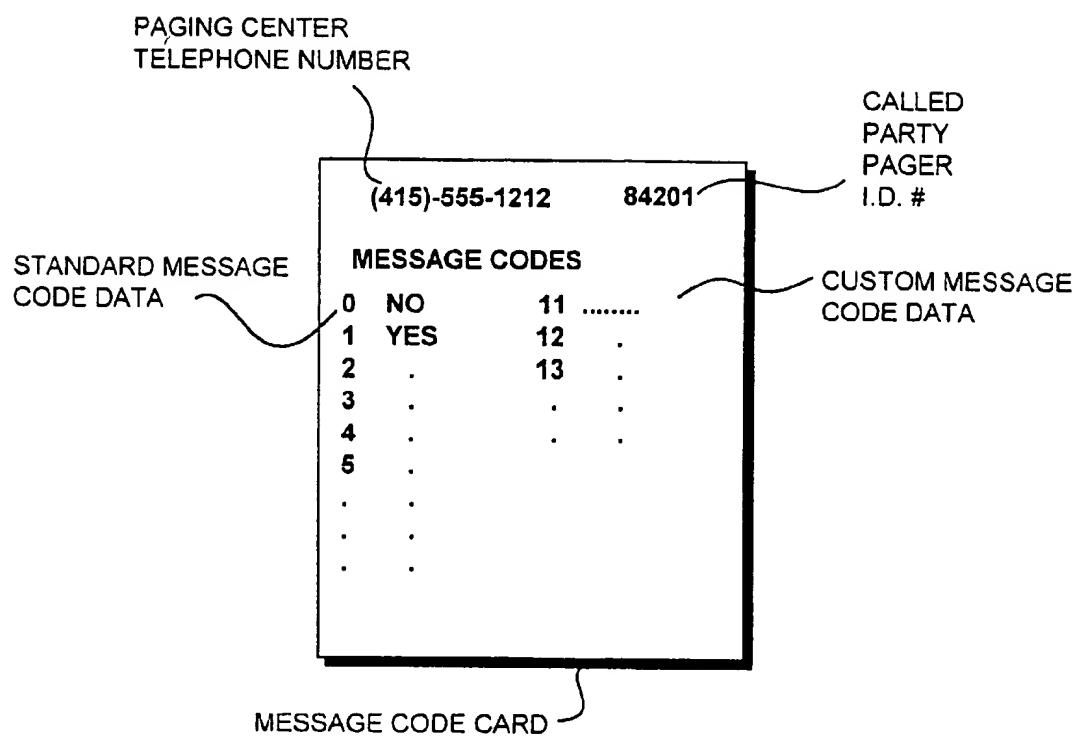 PAGING CENTER
TELEPHONE NUMBER
CALLED
PARTY
PAGER
I.D. #
(415)-555-1212 84201
MESSAGE CODES
STANDARD MESSAGE
CODE DATA
CUSTOM MESSAGE
CODE DATA
0 NO 11 ........
1 YES 12 .
2 . 13 .
3 . . .
4 . . .
5 .
. .
. .
. .
MESSAGE CODE CARD